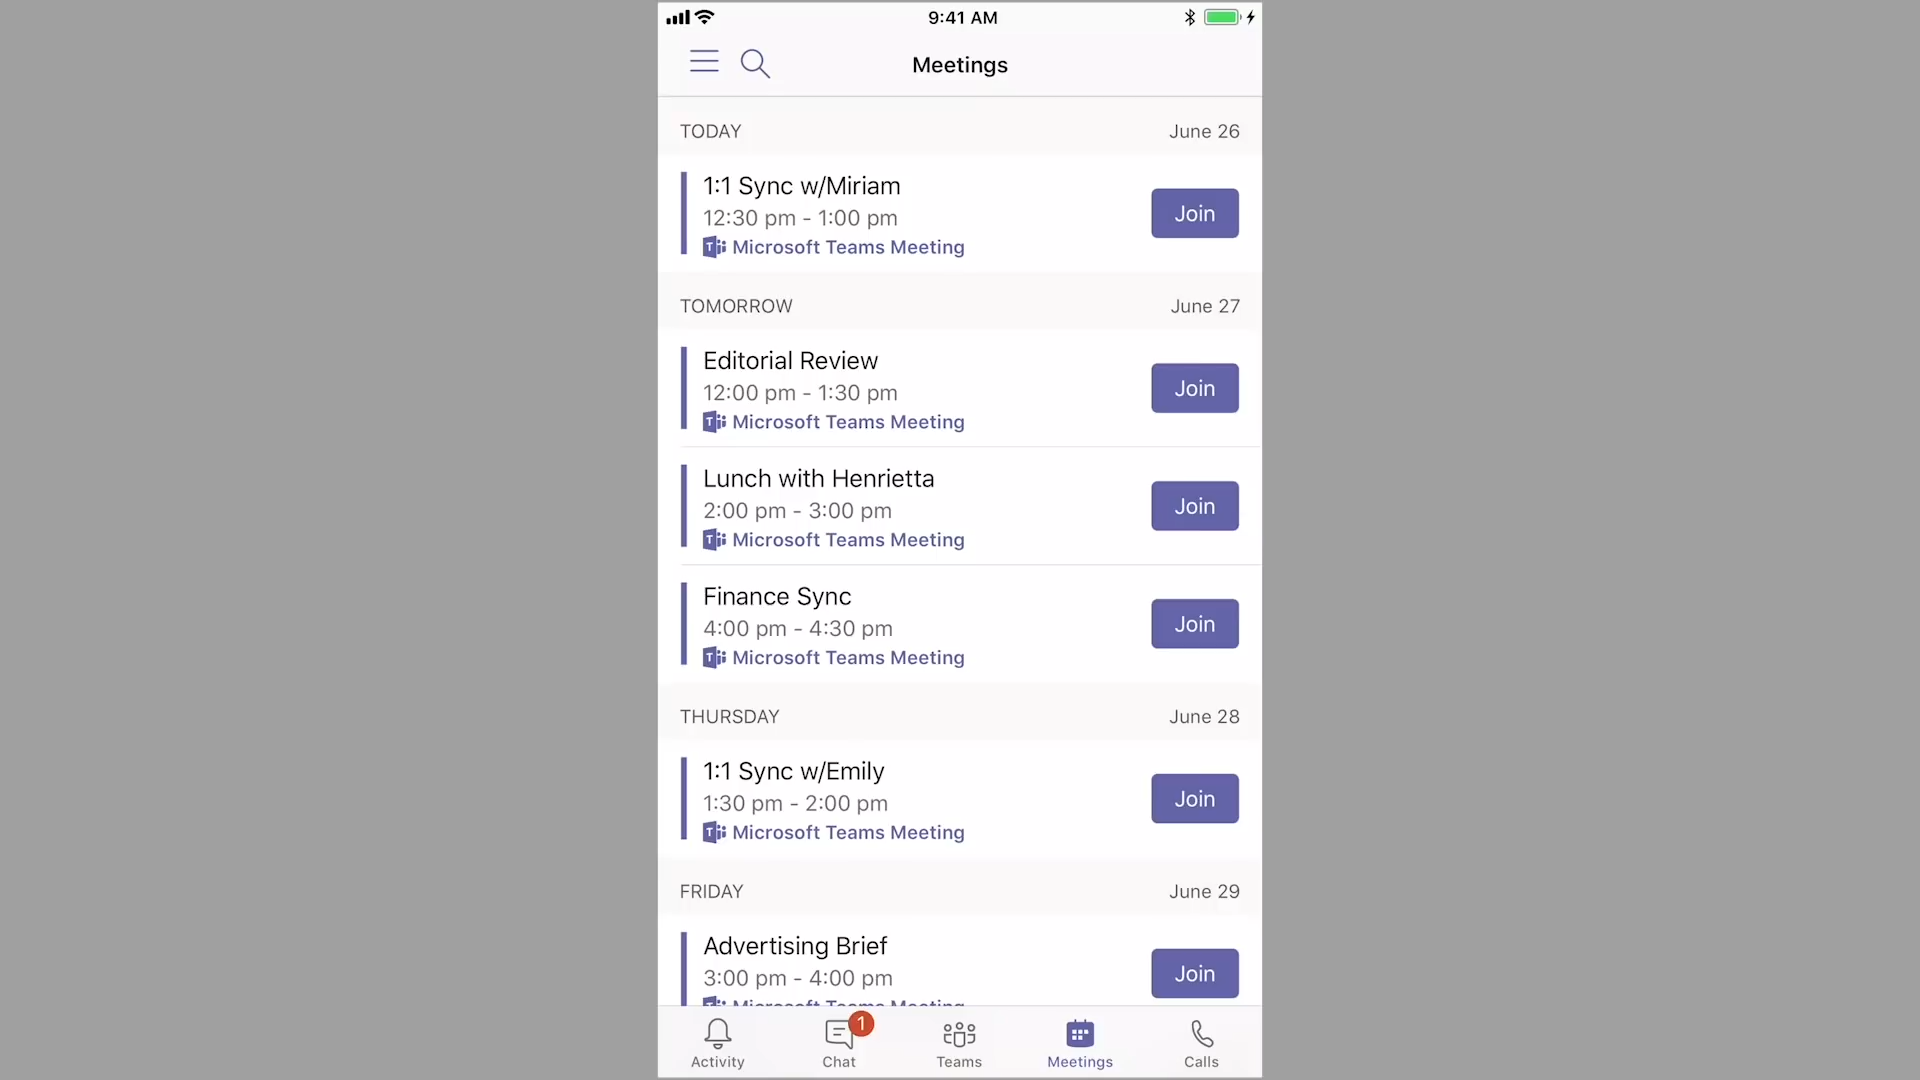 9:41 AM
Meetings
TODAY June 26
1:1 Sync w/Miriam
12:30 pm - 1:00 pm
Join
Microsoft Teams Meeting
TOMORROW June 27
Editorial Review
12:00 pm - 1:30 pm
Join
Microsoft Teams Meeting
Lunch with Henrietta
2:00 pm - 3:00 pm
Join
Microsoft Teams Meeting
Finance Sync
4:00 pm - 4:30 pm
Join
Microsoft Teams Meeting
THURSDAY June 28
1:1 Sync w/Emily
1:30 pm - 2:00 pm
Join
Microsoft Teams Meeting
FRIDAY June 29
Advertising Brief
3:00 pm - 4:00 pm
Join
Microsoft Teams Meeting
1
Activity Chat Teams Meetings Calls